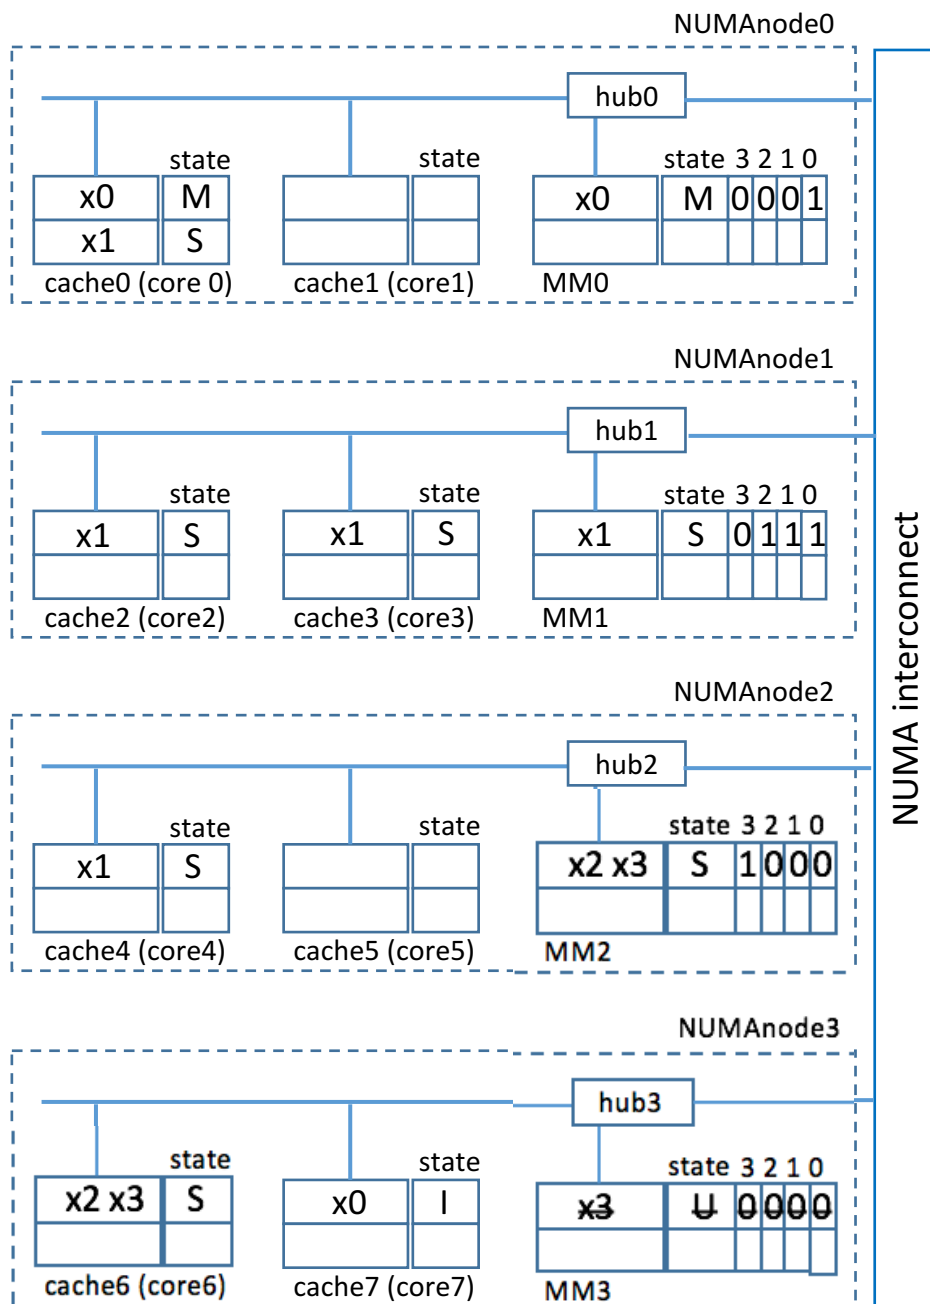 NUMAnode0
hub0
state state state 3 2 1 0
x0 M x0 M 0 0 0 1
x1 S
cache0 (core 0) cache1 (core1) MM0
NUMAnode1
hub1
state state state 3 2 1 0
x1 S x1 S x1 S 0 1 1 1
cache2 (core2) cache3 (core3) MM1
NUMAnode2
hub2
state state state 3 2 1 0
x1 S x2 x3 S 1 0 0 0
cache4 (core4) cache5 (core5) MM2
NUMAnode3
hub3
state state state 3 2 1 0
x2 x3 S x0 I x3 U 0 0 0 0
cache6 (core6) cache7 (core7) MM3
NUMA interconnect